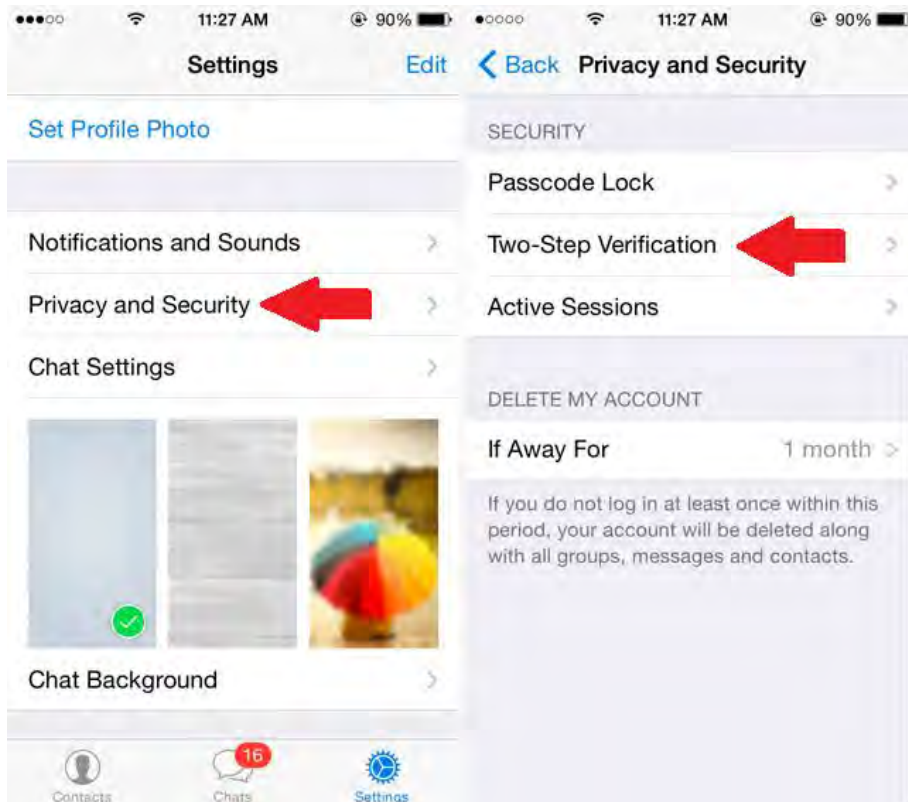 11:27 AM
90%
Settings
Edit
Set Profile Photo
Notifications and Sounds
Privacy and Security
Chat Settings
Chat Background
16
Contacts
Chats
Settings
11:27 AM
90%
Back
Privacy and Security
SECURITY
Passcode Lock
Two-Step Verification
Active Sessions
DELETE MY ACCOUNT
If Away For
1 month
If you do not log in at least once within this
period, your account will be deleted along
with all groups, messages and contacts.